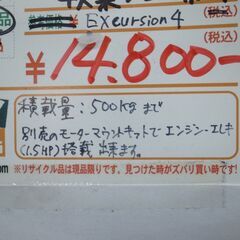 品
(税込)
Excursion 4
(税込)
¥14,800-
積載量：500kgまで
別売のモーターマウントキットでエンジン・エレキ
(1.5HP)搭載出来ます。
com
※リサイクル品は現品限りです、見つけた時がズバリ買い時です!